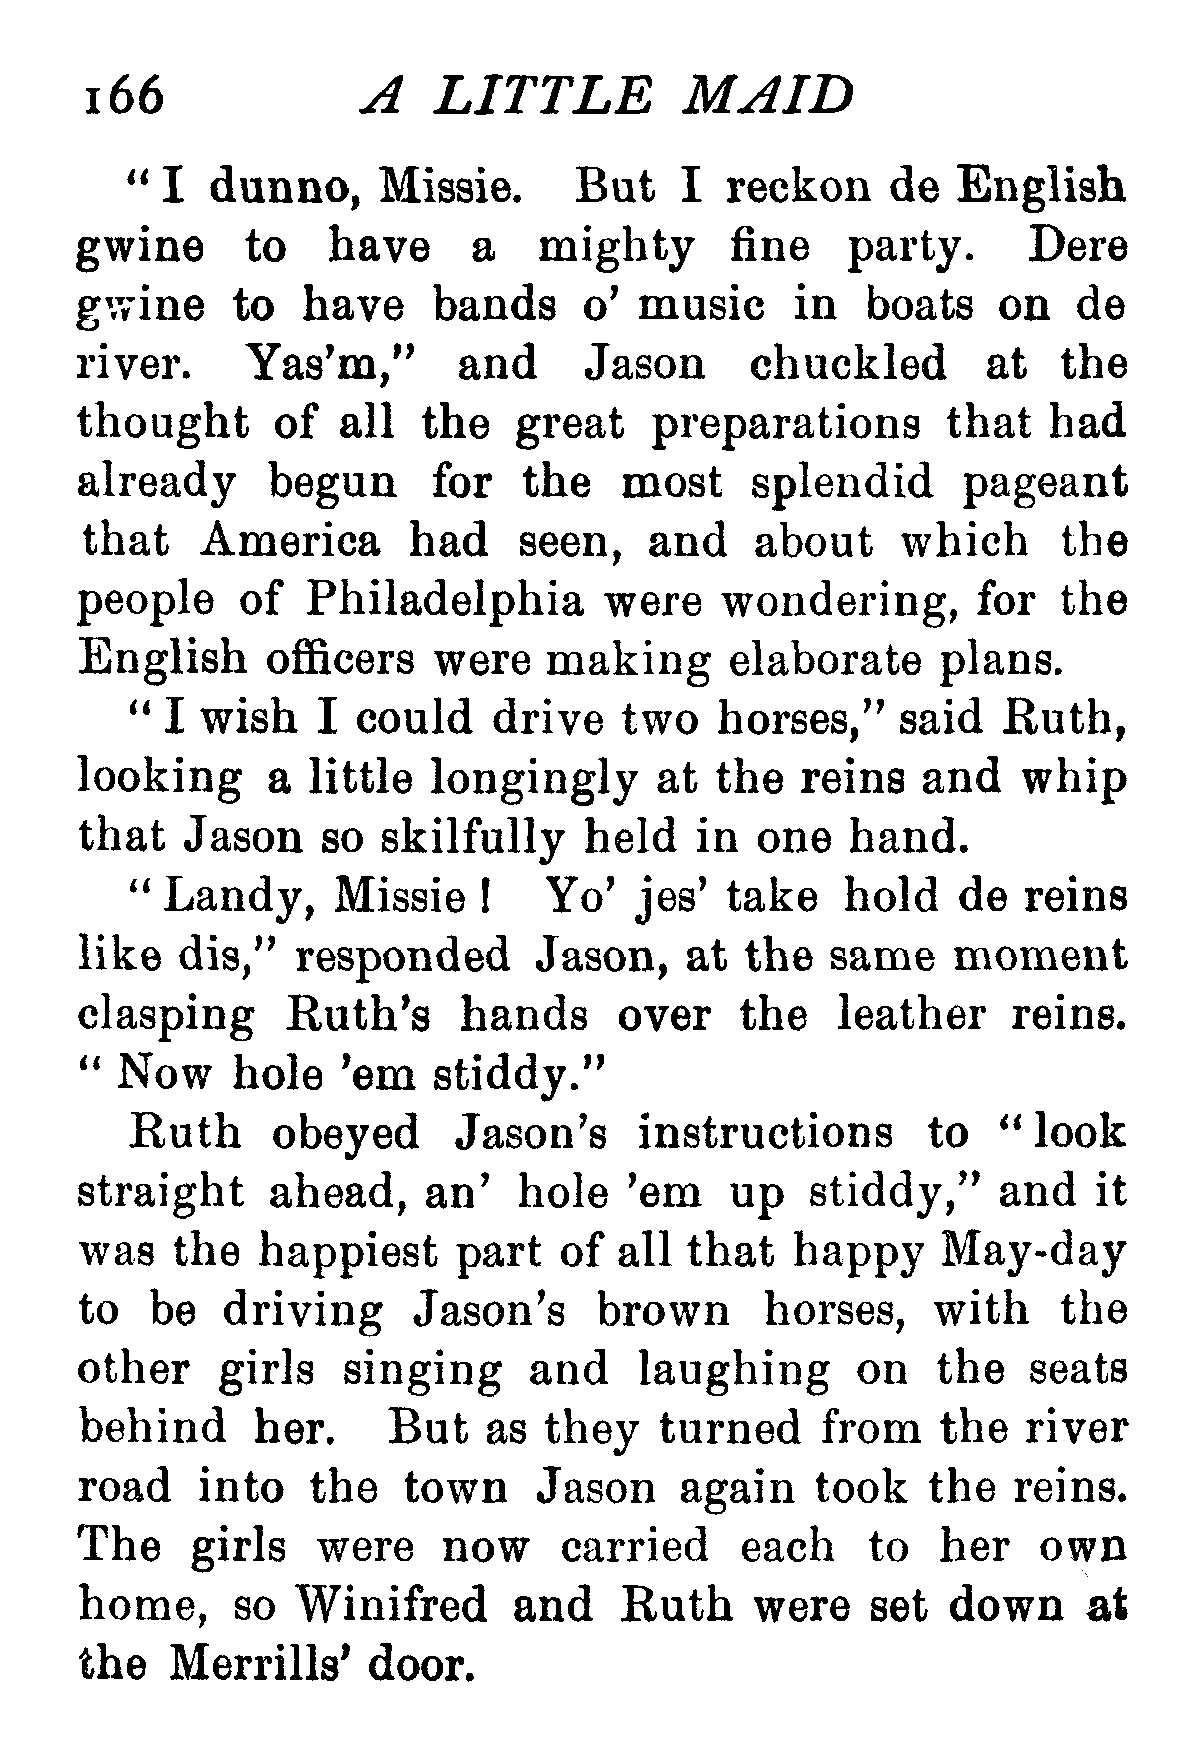 166 A LITTLE MAID
“ I dunno, Missie. But I reckon de English
gwine to have a mighty fine party. Dere
gwine to have bands o’ music in boats on de
river. Yas’m,” and Jason chuckled at the
thought of all the great preparations that had
already begun for the most splendid pageant
that America had seen, and about which the
people of Philadelphia were wondering, for the
English officers were making elaborate plans.
“ I wish I could drive two horses,” said Ruth,
looking a little longingly at the reins and whip
that Jason so skilfully held in one hand.
“ Landy, Missie ! Yo’ jes’ take hold de reins
like dis,” responded Jason, at the same moment
clasping Ruth’s hands over the leather reins.
“ Now hole ’em stiddy.”
Ruth obeyed Jason’s instructions to “ look
straight ahead, an’ hole ’em up stiddy,” and it
was the happiest part of all that happy May-day
to be driving Jason’s brown horses, with the
other girls singing and laughing on the seats
behind her. But as they turned from the river
road into the town Jason again took the reins.
The girls were now carried each to her own
home, so Winifred and Ruth were set down at
the Merrills’ door.